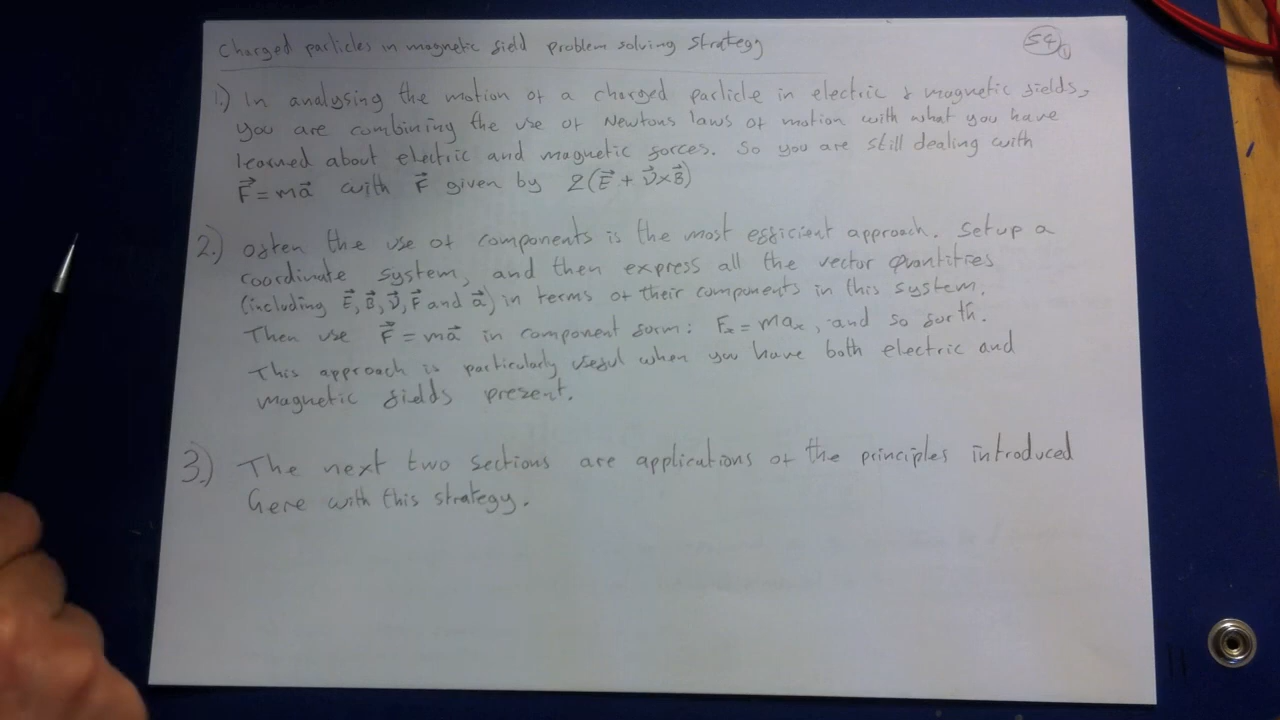 Charged particles in magnetic field problem solving strategy
54
1
1.) In analysing the motion of a charged particle in electric & magnetic fields,
you are combining the use of Newtons laws of motion with what you have
learned about electric and magnetic forces. So you are still dealing with
F⃗ = ma⃗ with F⃗ given by q(E⃗ + v⃗×B⃗)
2.) Often the use of components is the most efficient approach. Setup a
coordinate system, and then express all the vector quantities
(including E⃗, B⃗, v⃗, F⃗ and a⃗) in terms of their components in this system.
Then use F⃗ = ma⃗ in component form: Fx = max, and so forth.
This approach is particularly useful when you have both electric and
magnetic fields present.
3.) The next two sections are applications of the principles introduced
here with this strategy.